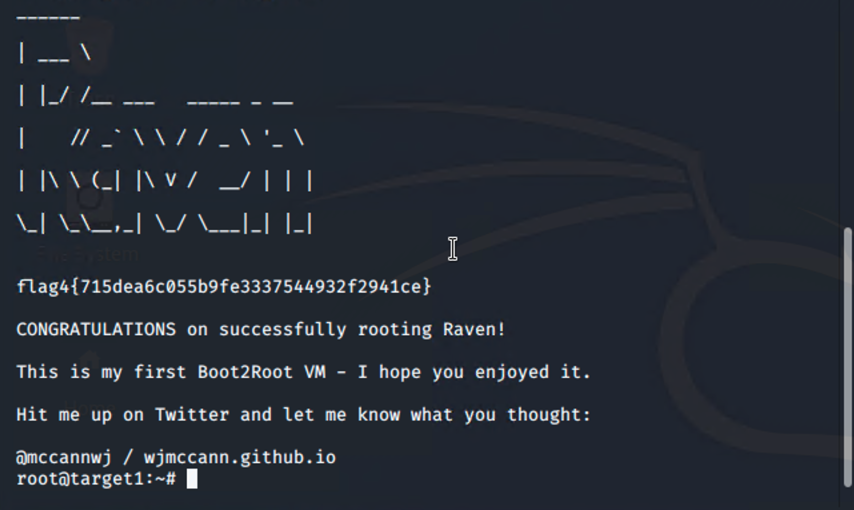 ______
| ___ \
| |_/ /__ ___   _____ _ __
|    // _` \ \ / / _ \ '_ \
| |\ \ (_| |\ V /  __/ | | |
\_| \_\__,_| \_/ \___|_| |_|
flag4{715dea6c055b9fe3337544932f2941ce}
CONGRATULATIONS on successfully rooting Raven!
This is my first Boot2Root VM - I hope you enjoyed it.
Hit me up on Twitter and let me know what you thought:
@mccannwj / wjmccann.github.io
root@target1:~#